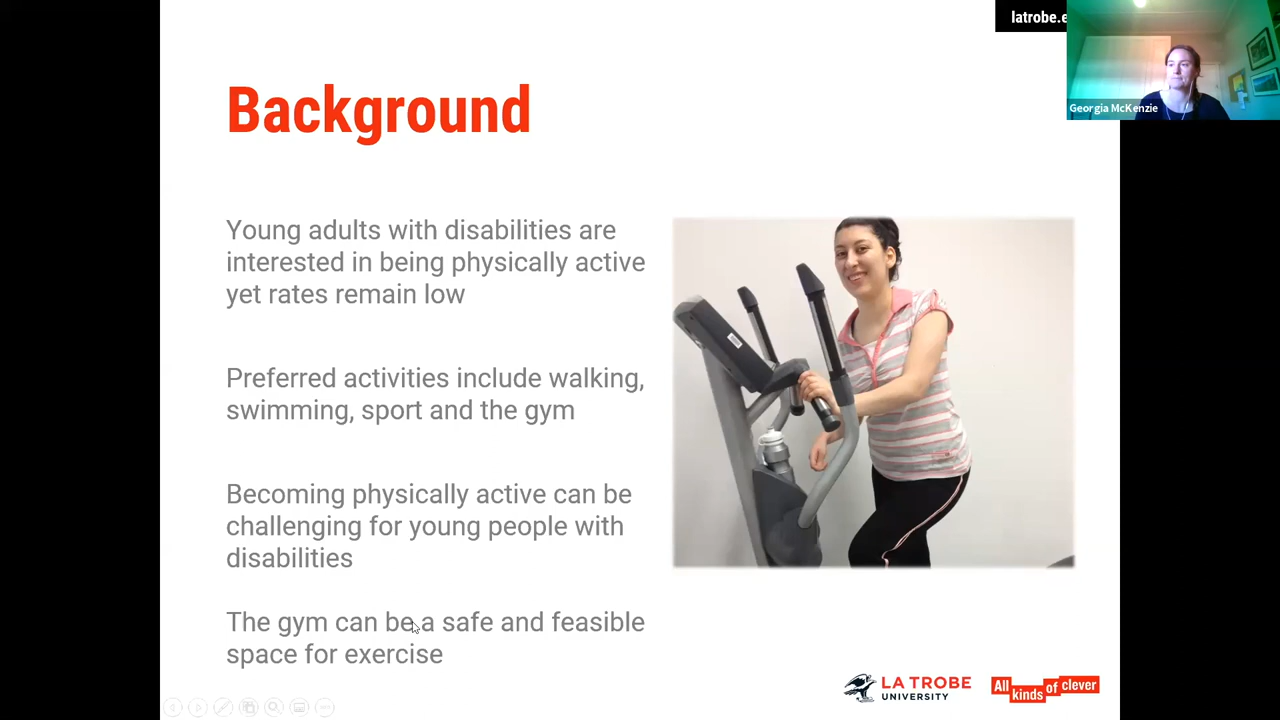 latrobe.e
Georgia McKenzie
Background
Young adults with disabilities are
interested in being physically active
yet rates remain low
Preferred activities include walking,
swimming, sport and the gym
Becoming physically active can be
challenging for young people with
disabilities
The gym can be a safe and feasible
space for exercise
LA TROBE
UNIVERSITY
All kinds of clever